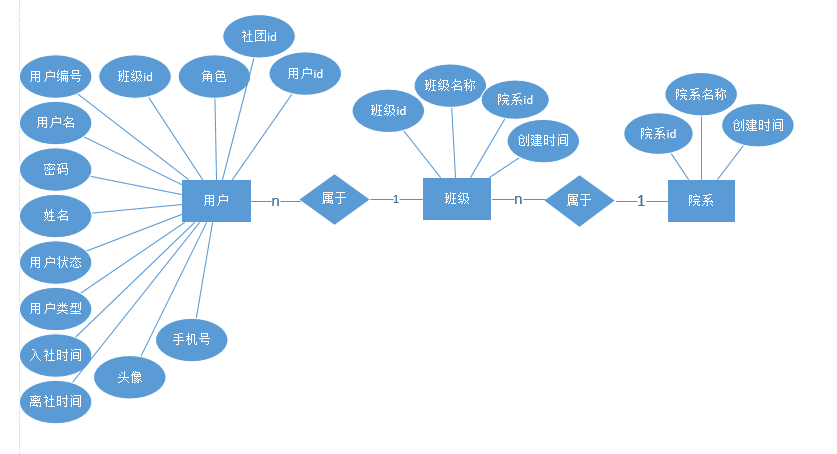 社团id
用户编号
班级id
角色
用户id
用户名
密码
姓名
用户状态
用户类型
入社时间
离社时间
头像
手机号
用户
n
属于
1
班级id
班级名称
院系id
创建时间
班级
n
属于
1
院系id
院系名称
创建时间
院系